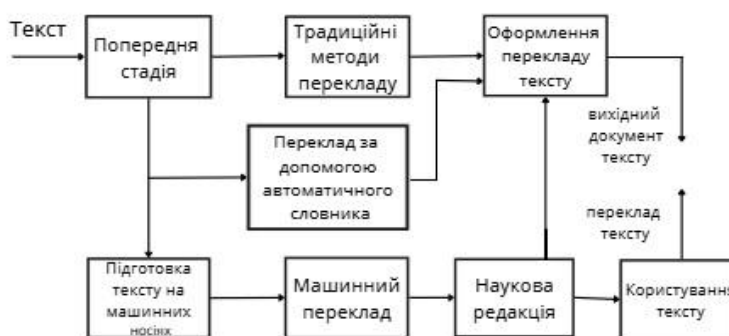 Текст
Попередня
стадія
Традиційні
методи
перекладу
Оформлення
перекладу
тексту
Переклад за
допомогою
автоматичного
словника
вихідний
документ
тексту
переклад
тексту
Підготовка
тексту на
машинних
носіях
Машинний
переклад
Наукова
редакція
Користування
тексту